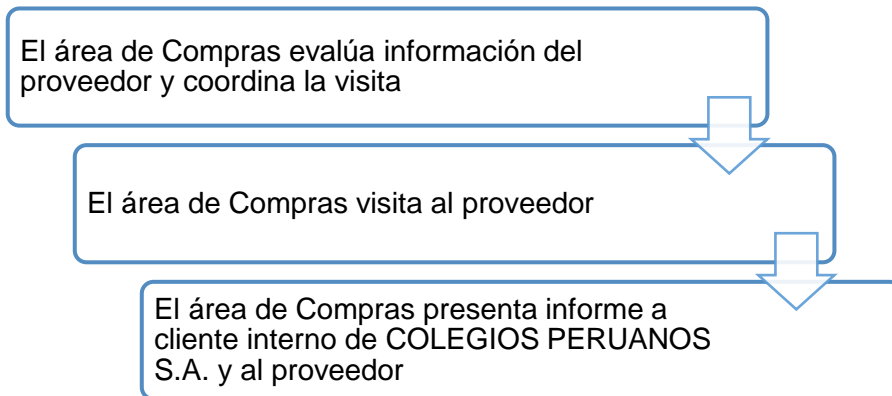 El área de Compras evalúa información del
proveedor y coordina la visita
El área de Compras visita al proveedor
El área de Compras presenta informe a
cliente interno de COLEGIOS PERUANOS
S.A. y al proveedor